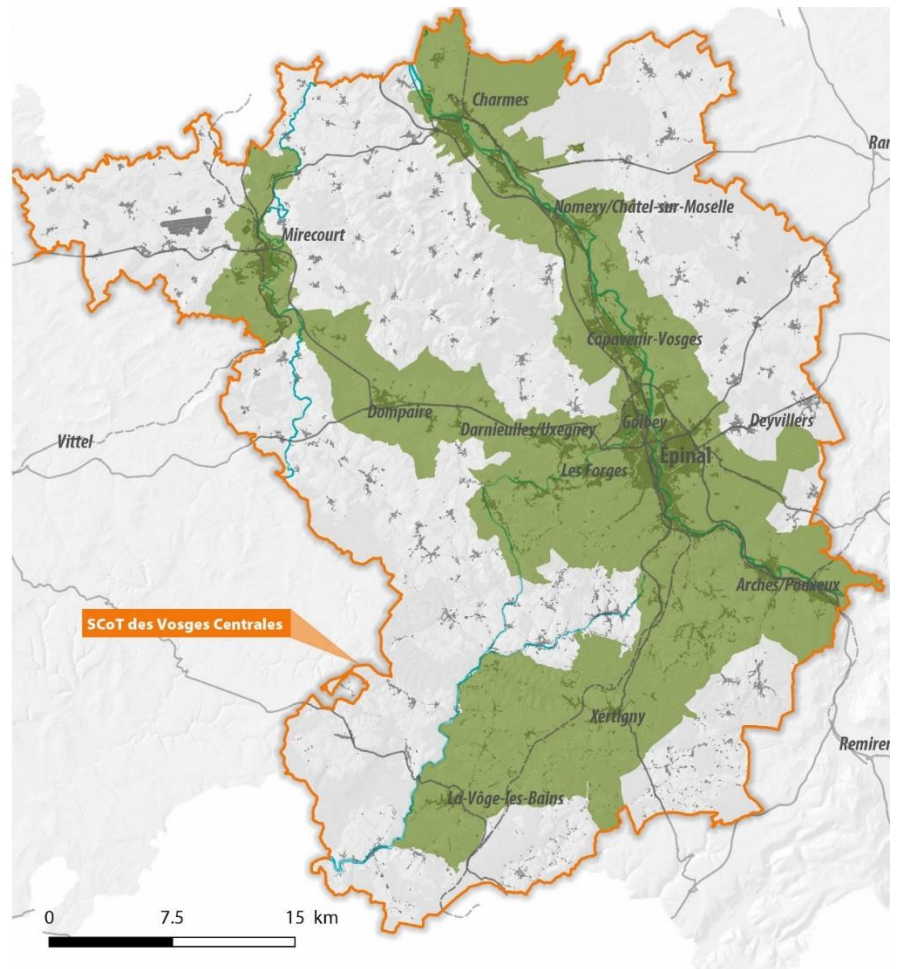 Charmes
Ran
Nomexy/Châtel-sur-Moselle
Mirecourt
Capavenir-Vosges
Dompaire
Golbey
Deyvillers
Darnieulles/Uxegney
Vittel
Épinal
Les Forges
Arches/Pouxeux
SCoT des Vosges Centrales
Xertigny
Remirem
La-Vôge-les-Bains
0 7.5 15 km